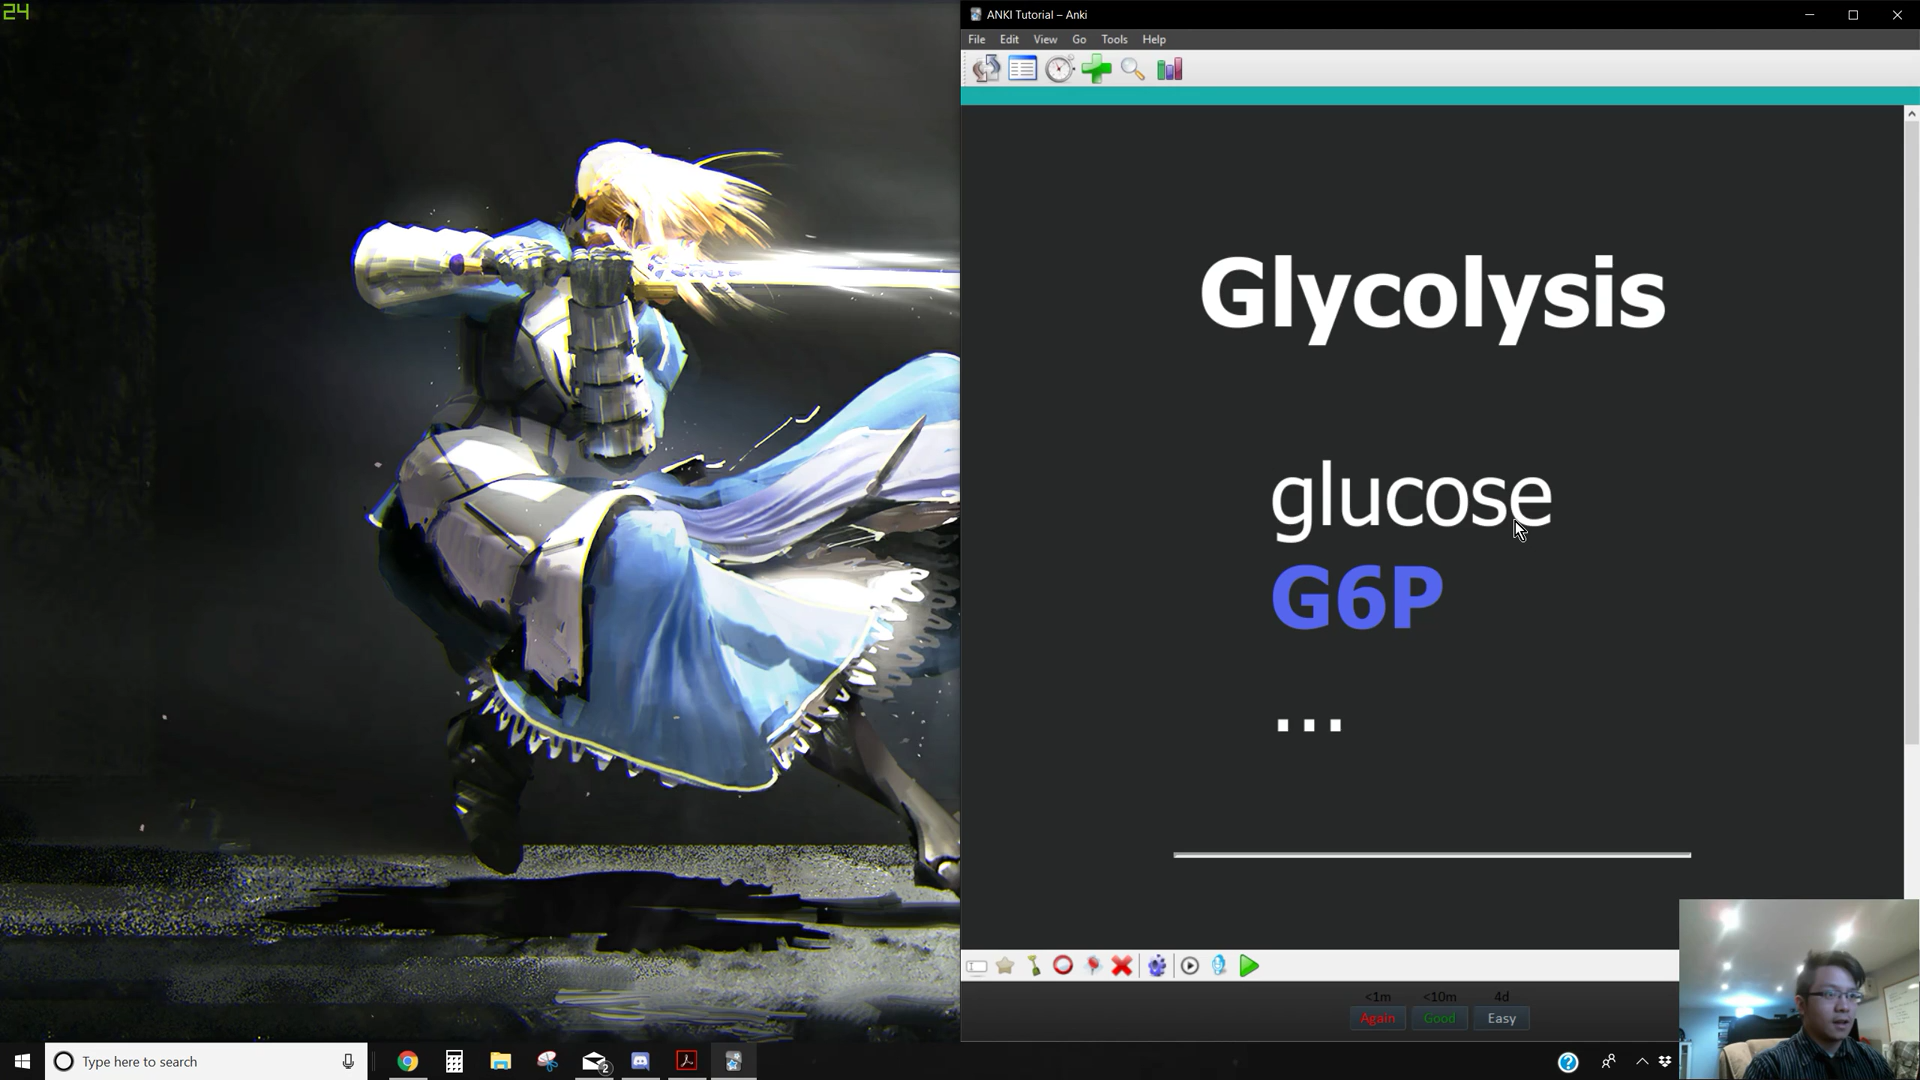 24
ANKI Tutorial – Anki
File Edit View Go Tools Help
Glycolysis
glucose
G6P
...
<1m <10m 4d
Again Good Easy
Type here to search
2